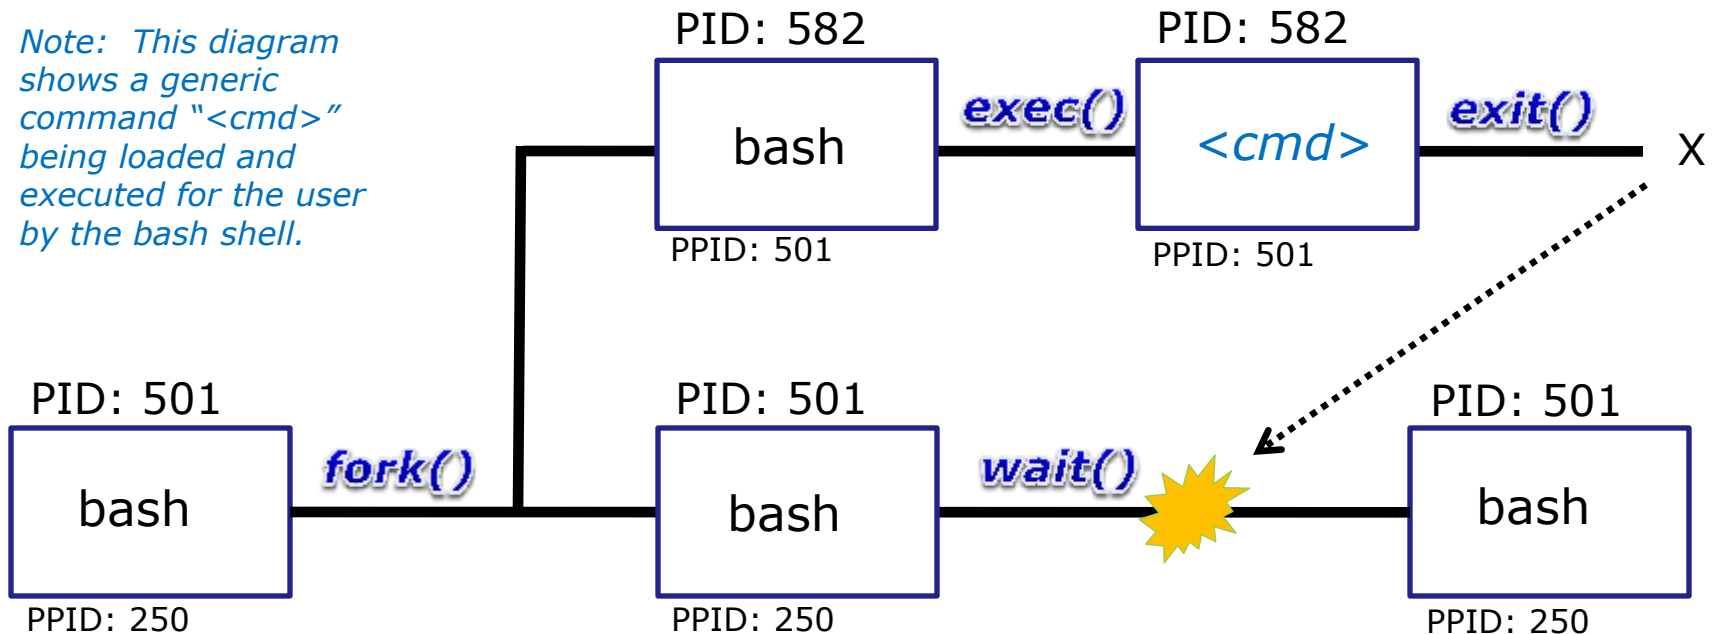 Note:  This diagram
shows a generic
command “<cmd>”
being loaded and
executed for the user
by the bash shell.
PID: 582
bash
PPID: 501
exec()
PID: 582
<cmd>
PPID: 501
exit()
X
PID: 501
bash
PPID: 250
fork()
PID: 501
bash
PPID: 250
wait()
PID: 501
bash
PPID: 250